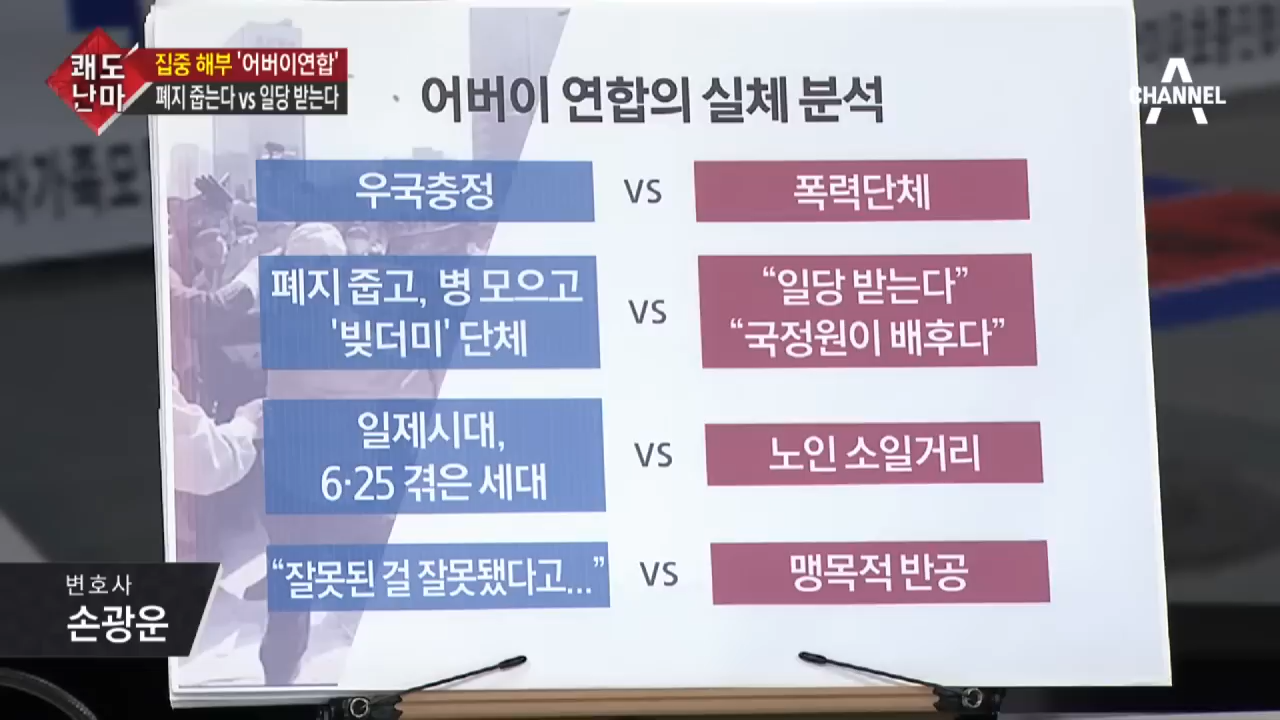 쾌도
난마
집중 해부 '어버이연합'
폐지 줍는다 vs 일당 받는다
CHANNEL A
어버이 연합의 실체 분석
우국충정 VS 폭력단체
폐지 줍고, 병 모으고
'빚더미' 단체
VS
“일당 받는다”
“국정원이 배후다”
일제시대,
6·25 겪은 세대
VS
노인 소일거리
“잘못된 걸 잘못됐다고...” VS 맹목적 반공
자가족모
변호사
손광운